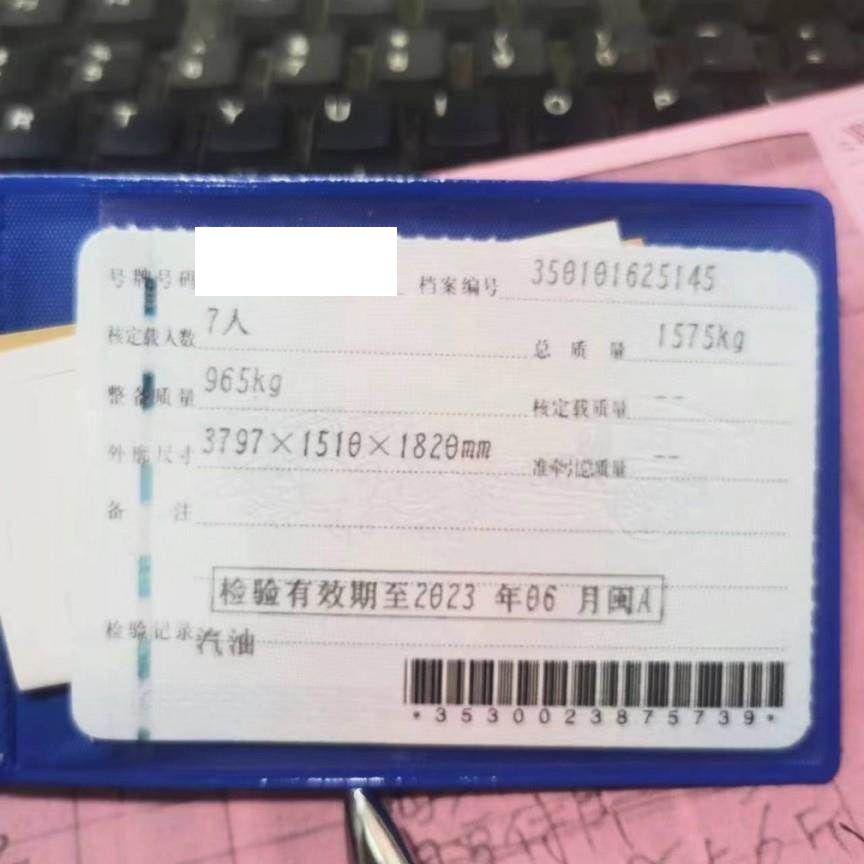 号牌号码 档案编号 350101625145
核定载人数 7人 总质量 1575kg
整备质量 965kg 核定载质量 --
外廓尺寸 3797×1510×1820mm 准牵引总质量 --
备注
检验有效期至2023 年06 月闽A
检验记录 汽油
*3530023875739*